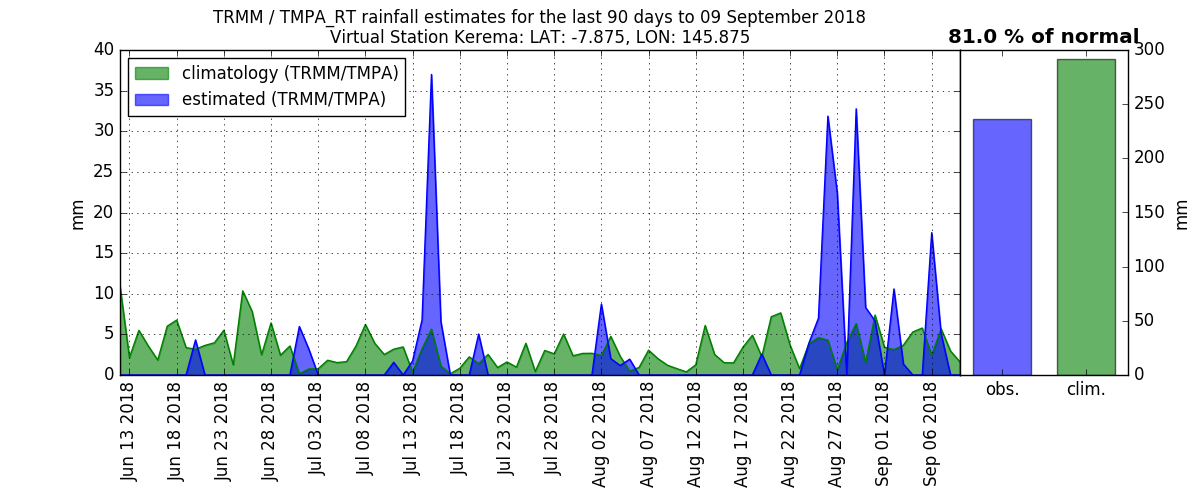 TRMM / TMPA_RT rainfall estimates for the last 90 days to 09 September 2018
Virtual Station Kerema: LAT: -7.875, LON: 145.875
81.0 % of normal
climatology (TRMM/TMPA)
estimated (TRMM/TMPA)
mm
40
35
30
25
20
15
10
5
0
Jun 13 2018
Jun 18 2018
Jun 23 2018
Jun 28 2018
Jul 03 2018
Jul 08 2018
Jul 13 2018
Jul 18 2018
Jul 23 2018
Jul 28 2018
Aug 02 2018
Aug 07 2018
Aug 12 2018
Aug 17 2018
Aug 22 2018
Aug 27 2018
Sep 01 2018
Sep 06 2018
obs.
clim.
300
250
200
150
100
50
0
mm